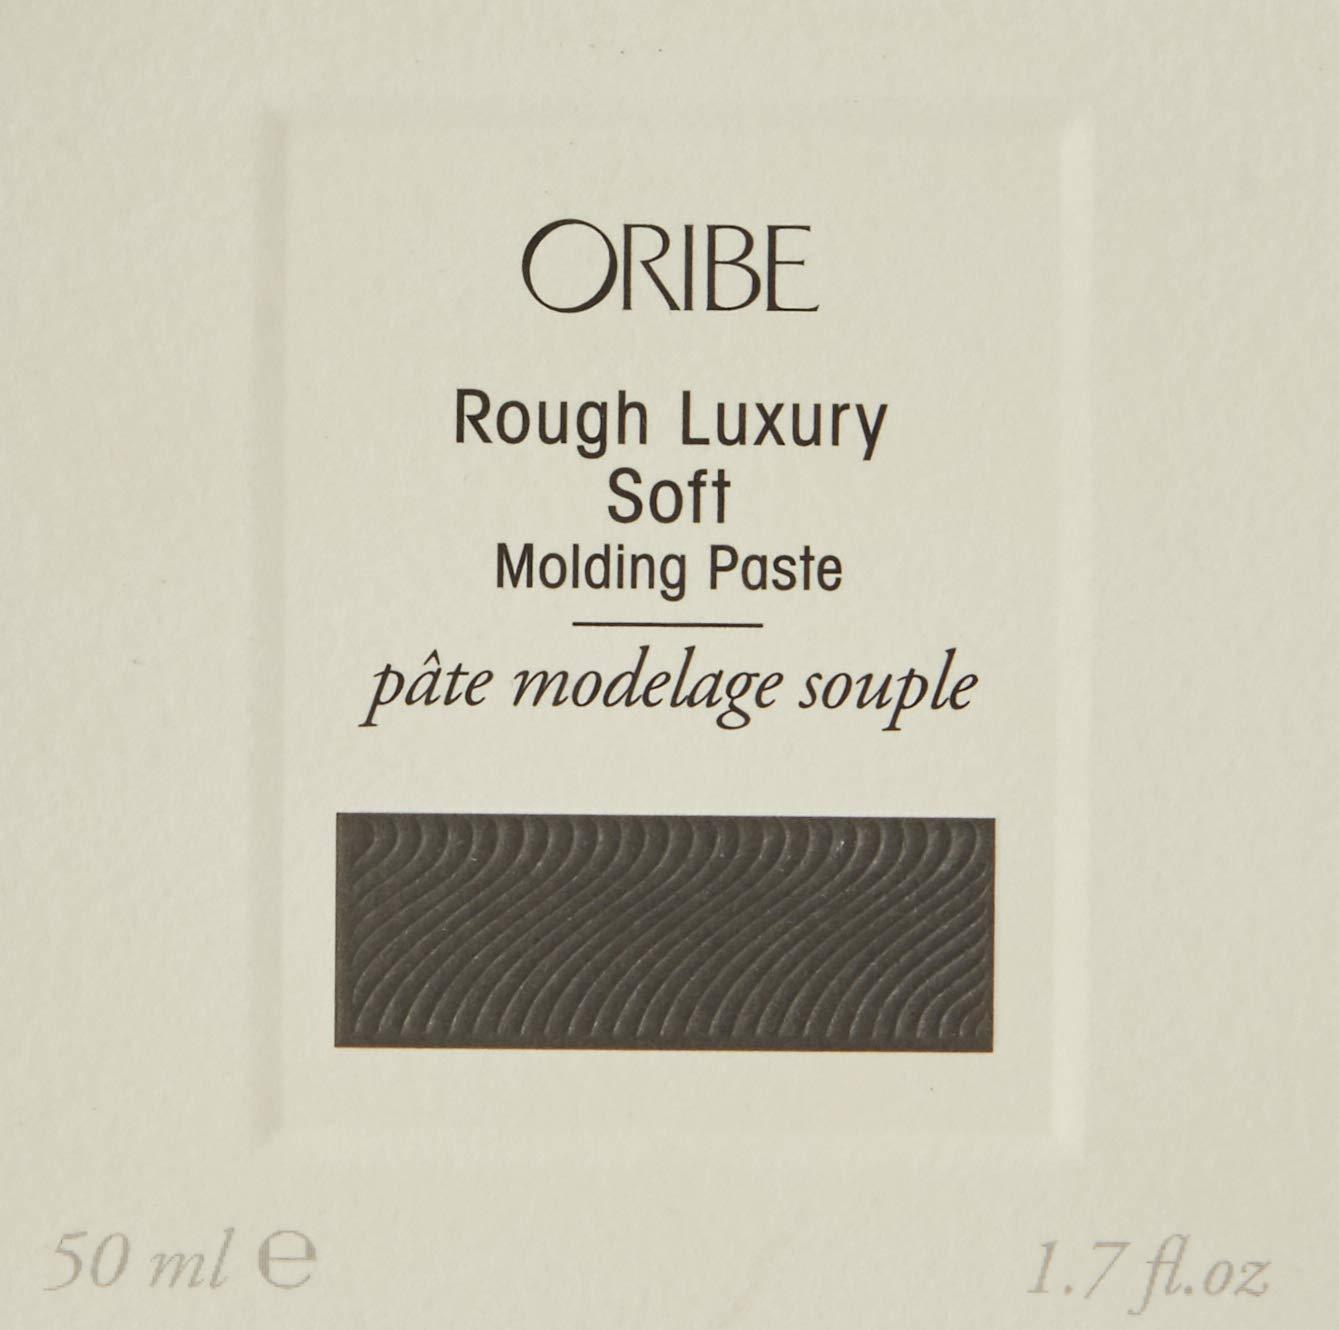 ORIBE
Rough Luxury
Soft
Molding Paste
pâte modelage souple
50 ml ℮ 1.7 fl.oz